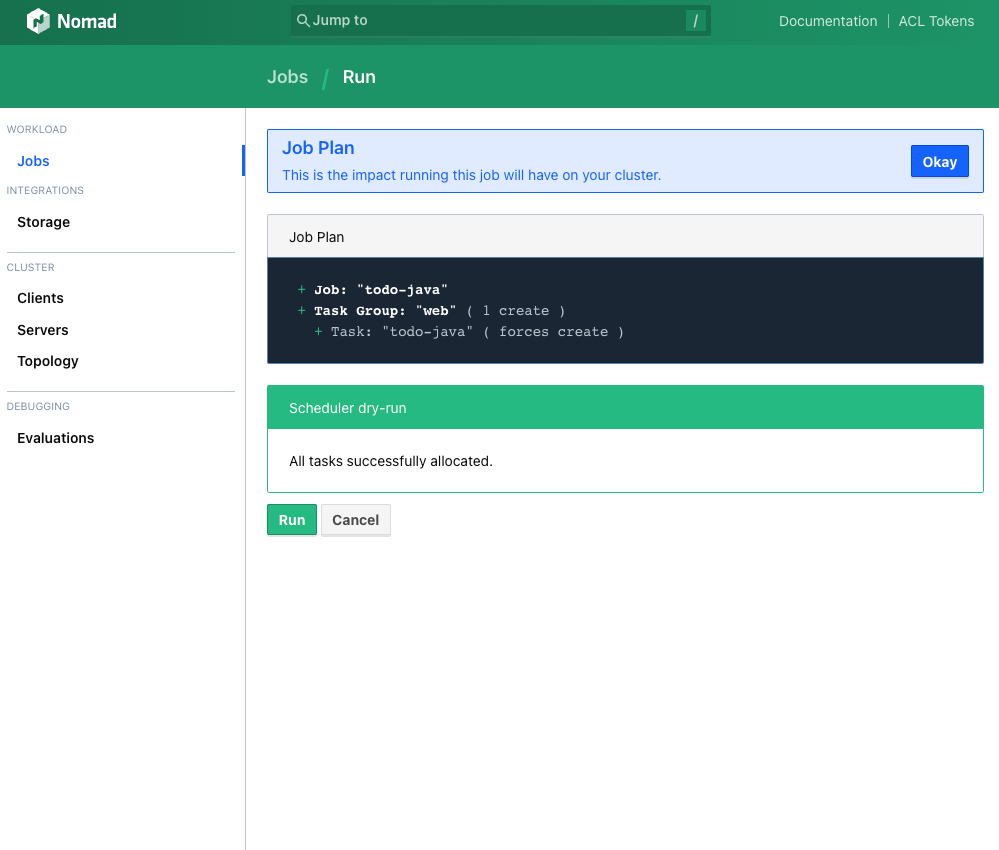 Nomad
Jump to /
Documentation | ACL Tokens
Jobs / Run
WORKLOAD
Jobs
INTEGRATIONS
Storage
CLUSTER
Clients
Servers
Topology
DEBUGGING
Evaluations
Job Plan
This is the impact running this job will have on your cluster.
Okay
Job Plan
+ Job: "todo-java"
+ Task Group: "web" ( 1 create )
+ Task: "todo-java" ( forces create )
Scheduler dry-run
All tasks successfully allocated.
Run Cancel